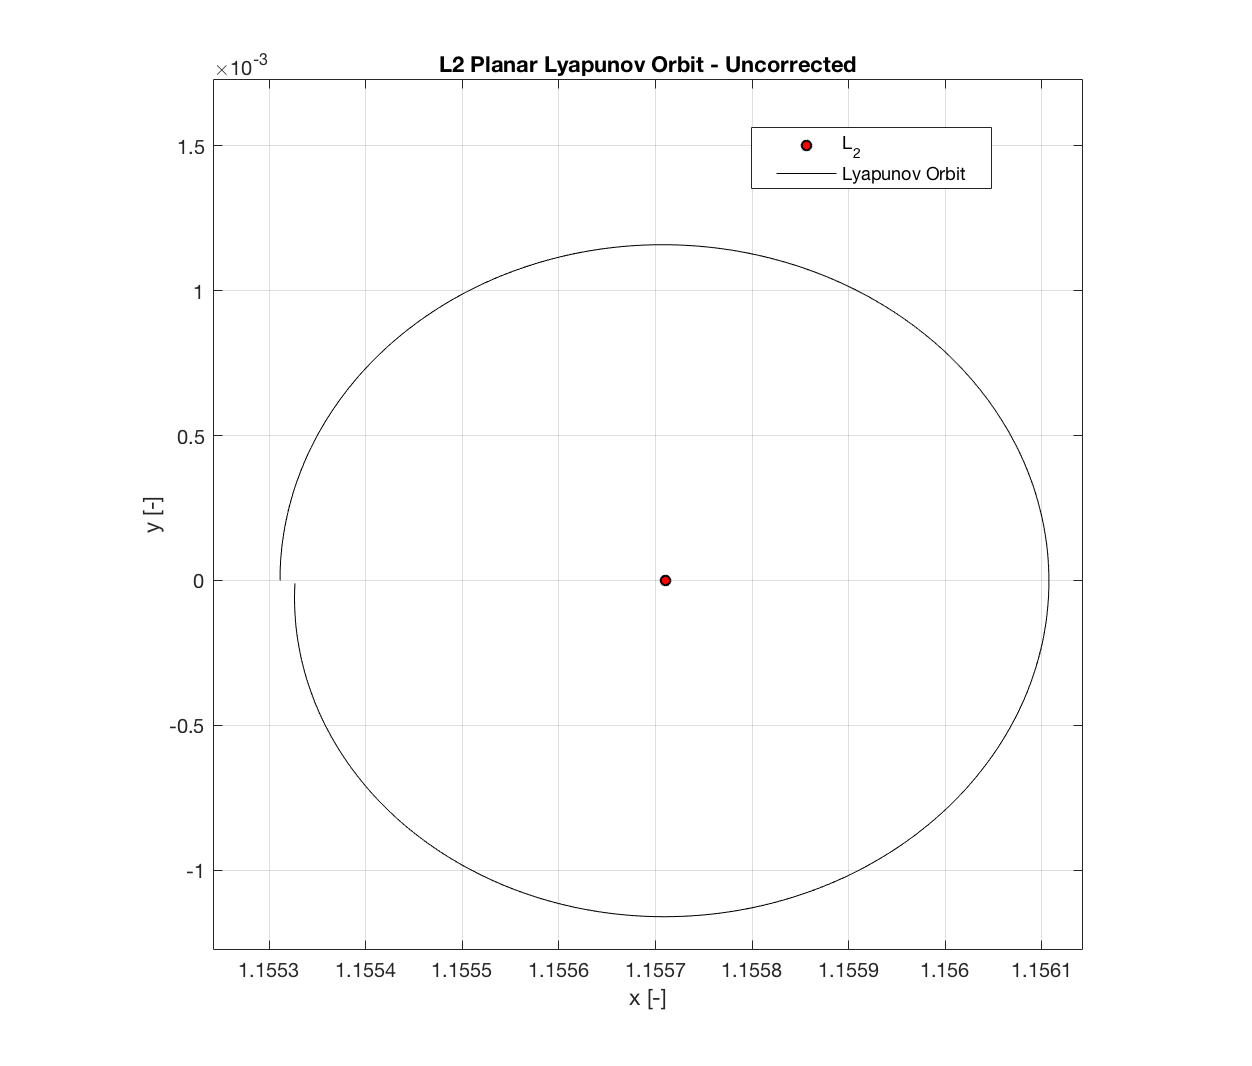 ×10⁻³
L2 Planar Lyapunov Orbit - Uncorrected
L₂
Lyapunov Orbit
1.5
1
0.5
0
-0.5
-1
y [-]
1.1553 1.1554 1.1555 1.1556 1.1557 1.1558 1.1559 1.156 1.1561
x [-]